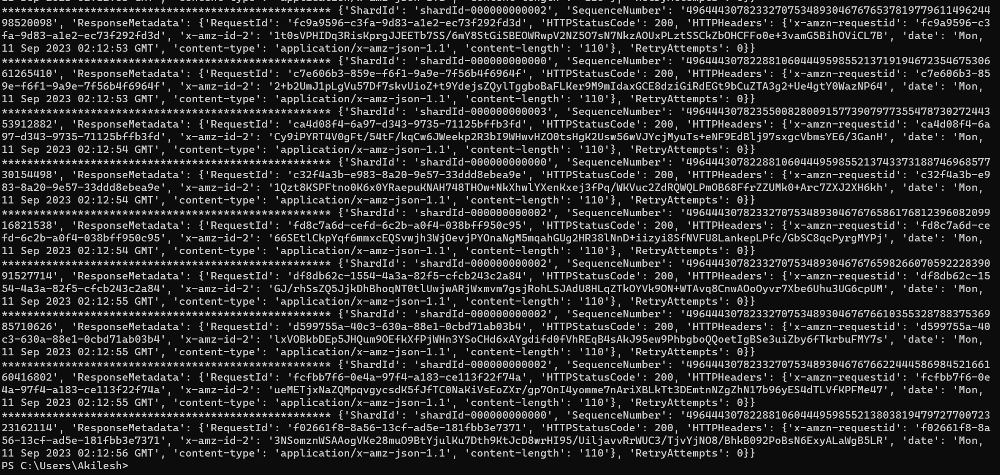 11 Sep 2023 02:12:53 GMT', 'content-type': 'application/x-amz-json-1.1', 'content-length': '110'}, 'RetryAttempts': 0}}
**************************************************** {'ShardId': 'shardId-000000000002', 'SequenceNumber': '496444307823327075348930467676537819779611496244
98520098', 'ResponseMetadata': {'RequestId': 'fc9a9596-c3fa-9d83-a1e2-ec73f292fd3d', 'HTTPStatusCode': 200, 'HTTPHeaders': {'x-amzn-requestid': 'fc9a9596-c3
fa-9d83-a1e2-ec73f292fd3d', 'x-amz-id-2': '1t0sVPHIDq3RisKprgJJEETb7SS/6mY8StGiSBEOWRwpV2NZ5O7sN7NkzAOUxPLztSSCkZbOHCFFo0e+3vamG5BihOViCL7B', 'date': 'Mon,
11 Sep 2023 02:12:53 GMT', 'content-type': 'application/x-amz-json-1.1', 'content-length': '110'}, 'RetryAttempts': 0}}
**************************************************** {'ShardId': 'shardId-000000000000', 'SequenceNumber': '496444307822881060444959855213719194672354675306
61265410', 'ResponseMetadata': {'RequestId': 'c7e606b3-859e-f6f1-9a9e-7f56b4f6964f', 'HTTPStatusCode': 200, 'HTTPHeaders': {'x-amzn-requestid': 'c7e606b3-85
9e-f6f1-9a9e-7f56b4f6964f', 'x-amz-id-2': '2+b2UmJ1pLgVu57Df7skvUioZ+t9YdejsZQylTggboBaFLKer9M9mIdaxGCE8dziGiRdEGt9bCuZTA3g2+Ue4gtY0WazNP64', 'date': 'Mon,
11 Sep 2023 02:12:53 GMT', 'content-type': 'application/x-amz-json-1.1', 'content-length': '110'}, 'RetryAttempts': 0}}
**************************************************** {'ShardId': 'shardId-000000000003', 'SequenceNumber': '496444307823550082800915773907977355478730272443
53912882', 'ResponseMetadata': {'RequestId': 'ca4d08f4-6a97-d343-9735-71125bffb3fd', 'HTTPStatusCode': 200, 'HTTPHeaders': {'x-amzn-requestid': 'ca4d08f4-6a
97-d343-9735-71125bffb3fd', 'x-amz-id-2': 'Cy9iPYRT4V0gFt/54tF/kqCw6JWeekp2R3bI9WHwvHZO0tsHgK2Usw56wVJYcjMyuTs+eNF9EdBlj97sxgcVbmsYE6/3GanH', 'date': 'Mon,
11 Sep 2023 02:12:54 GMT', 'content-type': 'application/x-amz-json-1.1', 'content-length': '110'}, 'RetryAttempts': 0}}
**************************************************** {'ShardId': 'shardId-000000000000', 'SequenceNumber': '496444307822881060444959855213743373188746968577
30154498', 'ResponseMetadata': {'RequestId': 'c32f4a3b-e983-8a20-9e57-33ddd8ebea9e', 'HTTPStatusCode': 200, 'HTTPHeaders': {'x-amzn-requestid': 'c32f4a3b-e9
83-8a20-9e57-33ddd8ebea9e', 'x-amz-id-2': '1Qzt8KSPFtno0K6x0YRaepuKNAH748THOw+NkXhwlYXenKxej3fPq/WKVuc2ZdRQWQLPmOB68FfrZZUMk0+Arc7ZXJ2XH6kh', 'date': 'Mon,
11 Sep 2023 02:12:54 GMT', 'content-type': 'application/x-amz-json-1.1', 'content-length': '110'}, 'RetryAttempts': 0}}
**************************************************** {'ShardId': 'shardId-000000000002', 'SequenceNumber': '496444307823327075348930467676586176812396082099
16821538', 'ResponseMetadata': {'RequestId': 'fd8c7a6d-cefd-6c2b-a0f4-038bff950c95', 'HTTPStatusCode': 200, 'HTTPHeaders': {'x-amzn-requestid': 'fd8c7a6d-ce
fd-6c2b-a0f4-038bff950c95', 'x-amz-id-2': '66SEtlCkpYqf6mmxcEQSvwjh3WjOevjPYOnaNgM5mqahGUg2HR38lNnD+iizyi8SfNVFU8LankepLPfc/GbSC8qcPyrgMYPj', 'date': 'Mon,
11 Sep 2023 02:12:54 GMT', 'content-type': 'application/x-amz-json-1.1', 'content-length': '110'}, 'RetryAttempts': 0}}
**************************************************** {'ShardId': 'shardId-000000000002', 'SequenceNumber': '496444307823327075348930467676598266070592228390
91527714', 'ResponseMetadata': {'RequestId': 'df8db62c-1554-4a3a-82f5-cfcb243c2a84', 'HTTPStatusCode': 200, 'HTTPHeaders': {'x-amzn-requestid': 'df8db62c-15
54-4a3a-82f5-cfcb243c2a84', 'x-amz-id-2': 'GJ/rhSsZQ5JjkDhBhoqNT0tlUwjwARjWxmvm7gsjRohLSJAdU8HLqZTkOYVk9ON+WTAvq8CnwAOoOyvr7Xbe6Uhu3UG6cpUM', 'date': 'Mon,
11 Sep 2023 02:12:55 GMT', 'content-type': 'application/x-amz-json-1.1', 'content-length': '110'}, 'RetryAttempts': 0}}
**************************************************** {'ShardId': 'shardId-000000000002', 'SequenceNumber': '496444307823327075348930467676610355328788375369
85710626', 'ResponseMetadata': {'RequestId': 'd599755a-40c3-630a-88e1-0cbd71ab03b4', 'HTTPStatusCode': 200, 'HTTPHeaders': {'x-amzn-requestid': 'd599755a-40
c3-630a-88e1-0cbd71ab03b4', 'x-amz-id-2': 'lxVOBkbDEp5JHQum9OEfkXfPjWHn3YSoCHd6xAYgdifd0fVhREqB4sAkJ95ew9PhbgboQQoetIgBSe3uiZby6fTkrbuFMY7s', 'date': 'Mon,
11 Sep 2023 02:12:55 GMT', 'content-type': 'application/x-amz-json-1.1', 'content-length': '110'}, 'RetryAttempts': 0}}
**************************************************** {'ShardId': 'shardId-000000000002', 'SequenceNumber': '496444307823327075348930467676622444586984521661
60416802', 'ResponseMetadata': {'RequestId': 'fcfbb7f6-0e4a-97f4-a183-ce113f22f74a', 'HTTPStatusCode': 200, 'HTTPHeaders': {'x-amzn-requestid': 'fcfbb7f6-0e
4a-97f4-a183-ce113f22f74a', 'x-amz-id-2': 'ueMETjxNaZQMpqvgycsdK5fJfTC0NaKiVsEoZXr/gp7OnI4yomme7nAriXBLkTt3DEmtnNZgZhN17b96yES4dTLVfKPFMe47', 'date': 'Mon,
11 Sep 2023 02:12:55 GMT', 'content-type': 'application/x-amz-json-1.1', 'content-length': '110'}, 'RetryAttempts': 0}}
**************************************************** {'ShardId': 'shardId-000000000000', 'SequenceNumber': '496444307822881060444959855213803819479727700723
23162114', 'ResponseMetadata': {'RequestId': 'f02661f8-8a56-13cf-ad5e-181fbb3e7371', 'HTTPStatusCode': 200, 'HTTPHeaders': {'x-amzn-requestid': 'f02661f8-8a
56-13cf-ad5e-181fbb3e7371', 'x-amz-id-2': '3NSomznWSAAogVKe28muO9BtYjulKu7Dth9KtJcD8wrHI95/UiljavvRrWUC3/TjvYjNO8/BhkB092PoBsN6ExyALaWgB5LR', 'date': 'Mon,
11 Sep 2023 02:12:56 GMT', 'content-type': 'application/x-amz-json-1.1', 'content-length': '110'}, 'RetryAttempts': 0}}
PS C:\Users\Akilesh>